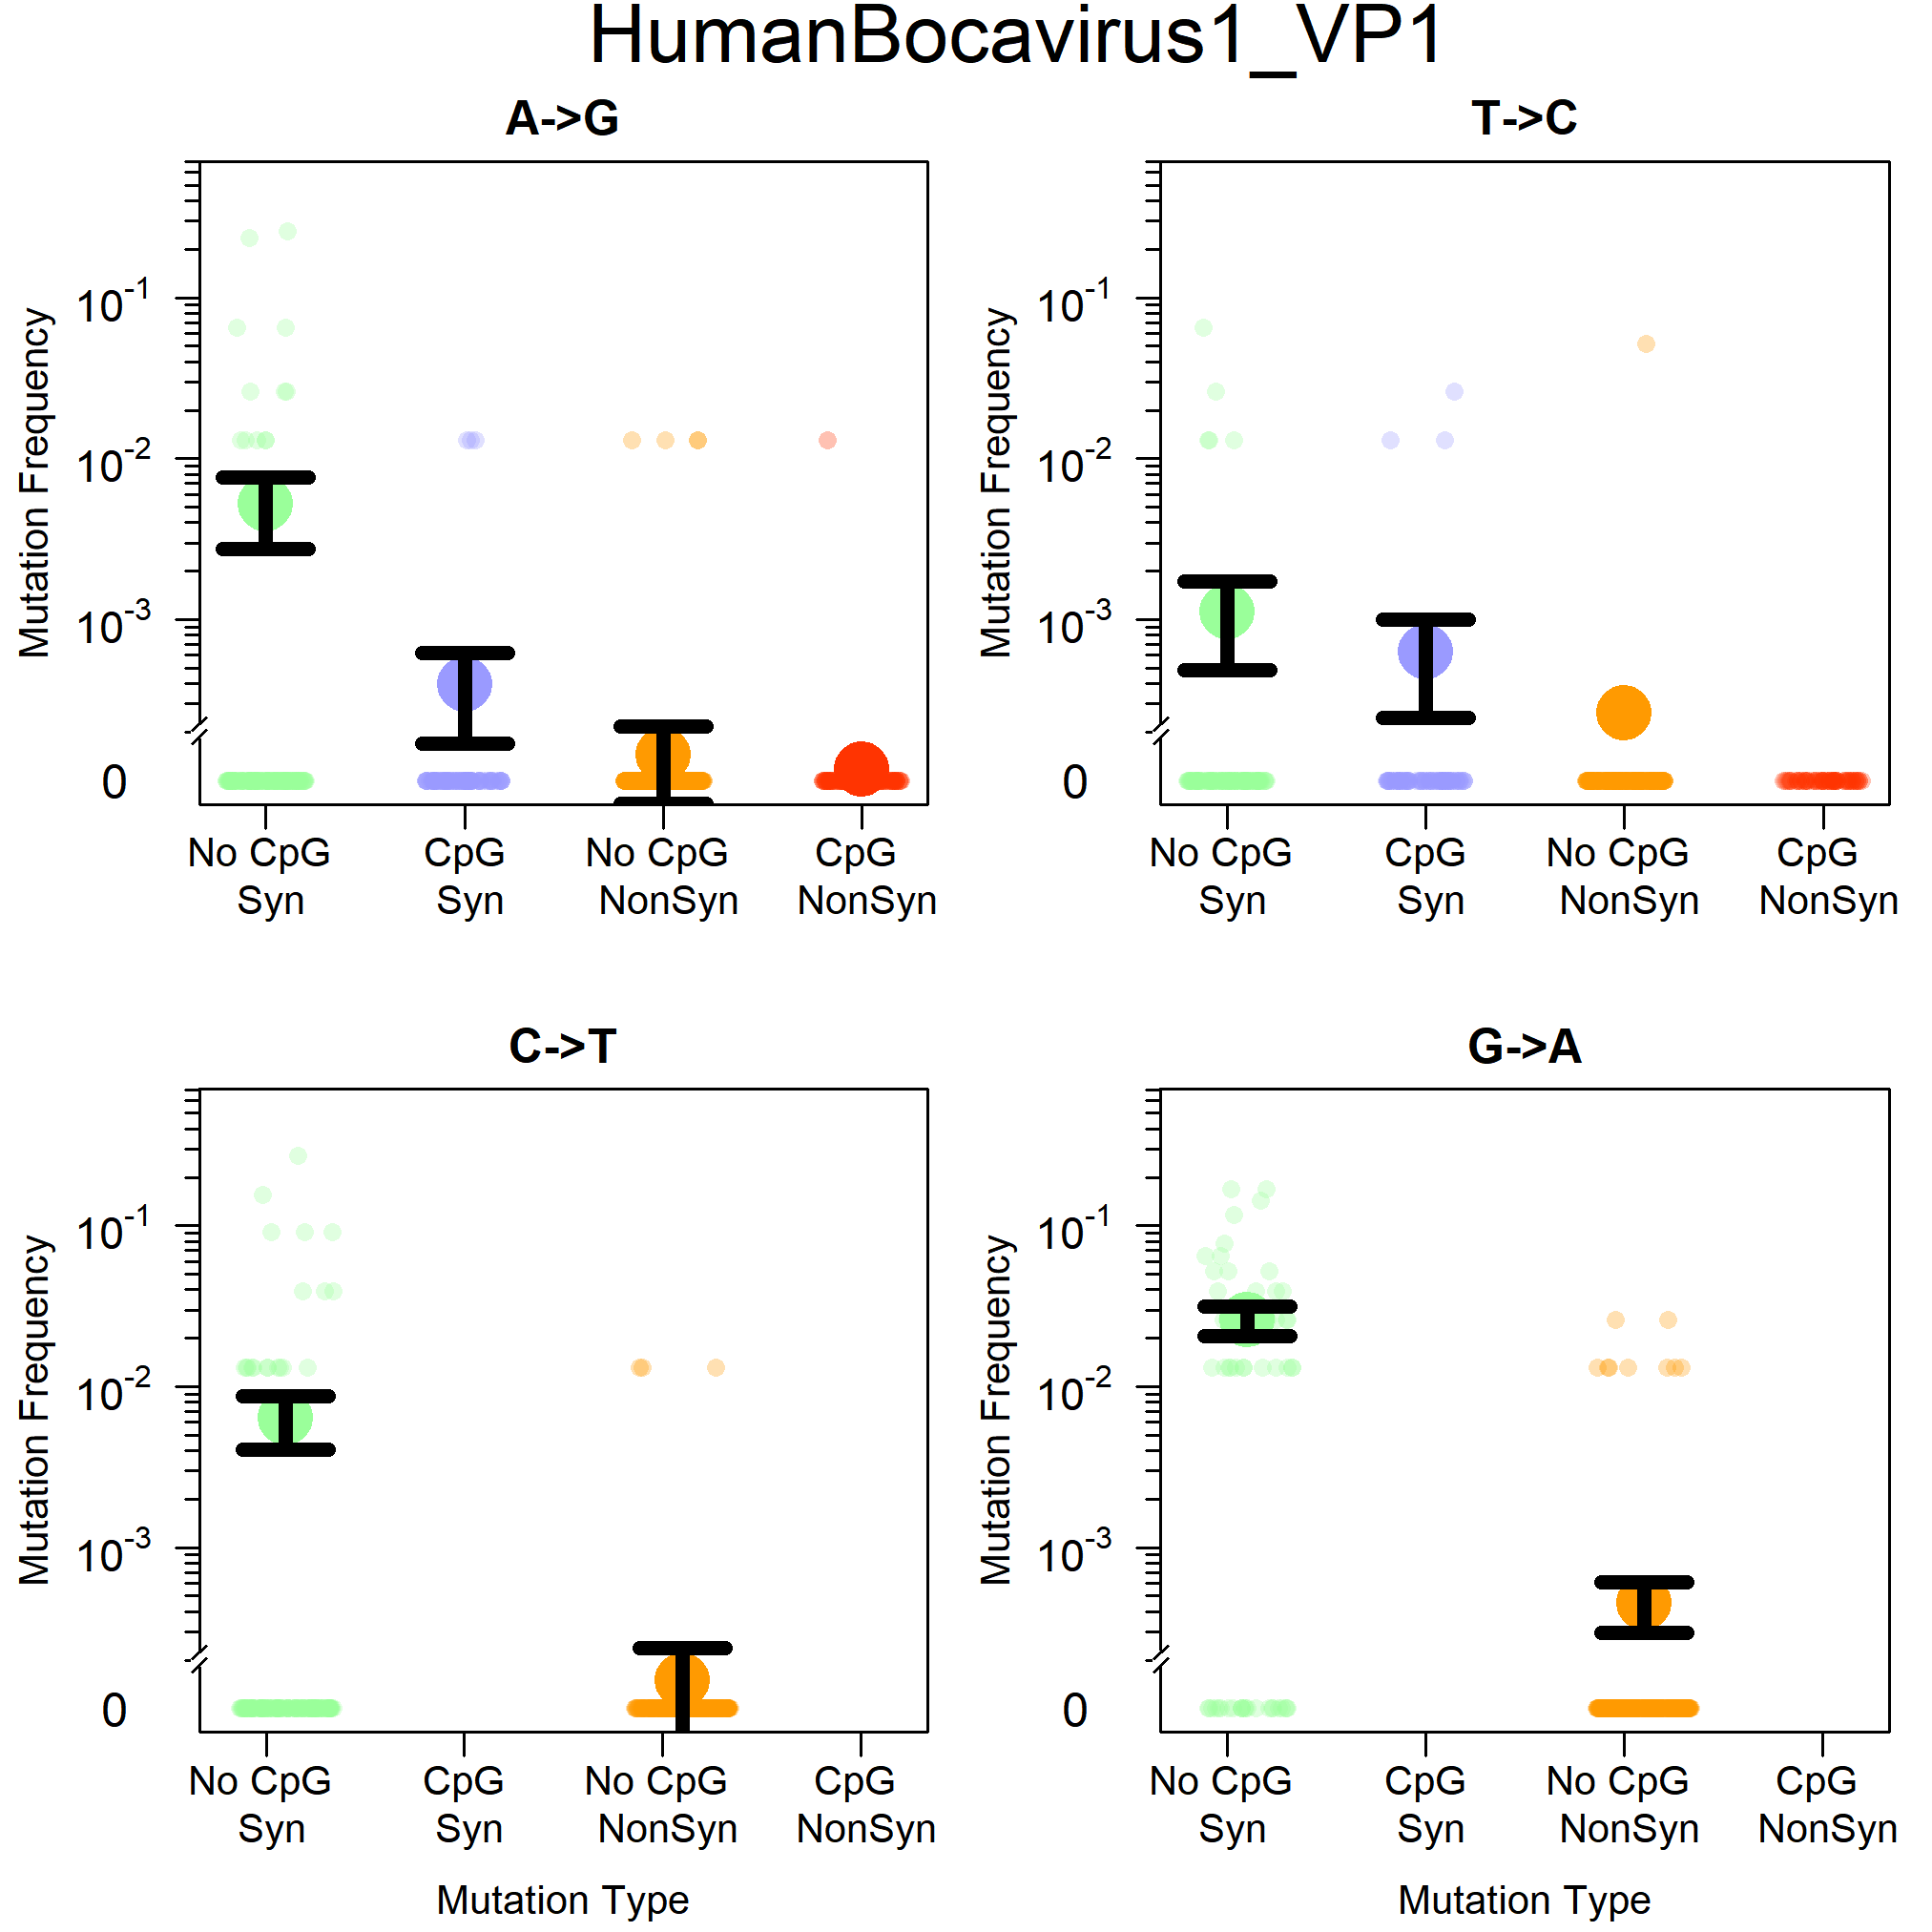 HumanBocavirus1_VP1
A->G
T->C
Mutation Frequency
10-1
10-2
10-3
0
No CpG Syn
CpG Syn
No CpG NonSyn
CpG NonSyn
Mutation Frequency
10-1
10-2
10-3
0
No CpG Syn
CpG Syn
No CpG NonSyn
CpG NonSyn
C->T
G->A
Mutation Frequency
10-1
10-2
10-3
0
No CpG Syn
CpG Syn
No CpG NonSyn
CpG NonSyn
Mutation Type
Mutation Frequency
10-1
10-2
10-3
0
No CpG Syn
CpG Syn
No CpG NonSyn
CpG NonSyn
Mutation Type